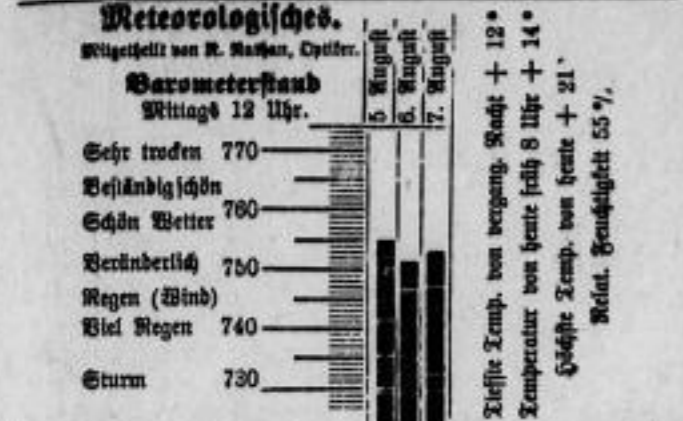 Meteorologisches.
Mitgetheilt von R. Nathan, Optiker.
Barometerstand
Mittags 12 Uhr.
5 August
6. August
7. August
Sehr trocken 770
Beständig schön
760
Schön Wetter
Veränderlich 750
Regen (Wind)
Viel Regen 740
Sturm 730
Tiefste Temp. von vergang. Nacht + 12°
Temperatur von heute früh 8 Uhr + 14°
Höchste Temp. von heute + 21°
Relat. Feuchtigkeit 55 %